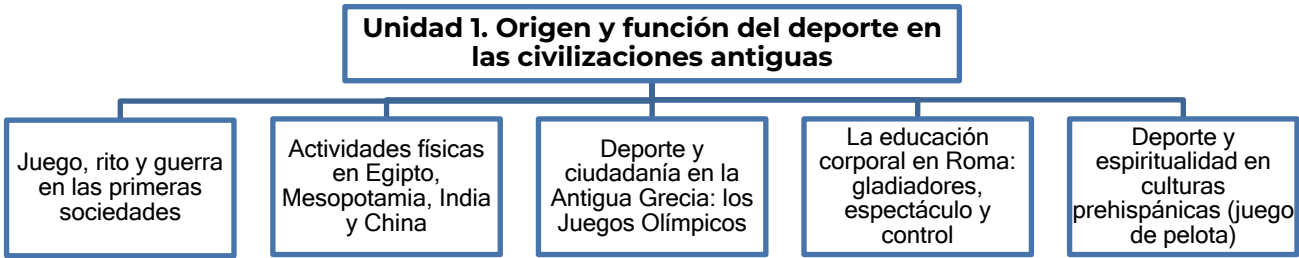 Unidad 1. Origen y función del deporte en
las civilizaciones antiguas
Juego, rito y guerra
en las primeras
sociedades
Actividades físicas
en Egipto,
Mesopotamia, India
y China
Deporte y
ciudadanía en la
Antigua Grecia: los
Juegos Olímpicos
La educación
corporal en Roma:
gladiadores,
espectáculo y
control
Deporte y
espiritualidad en
culturas
prehispánicas (juego
de pelota)